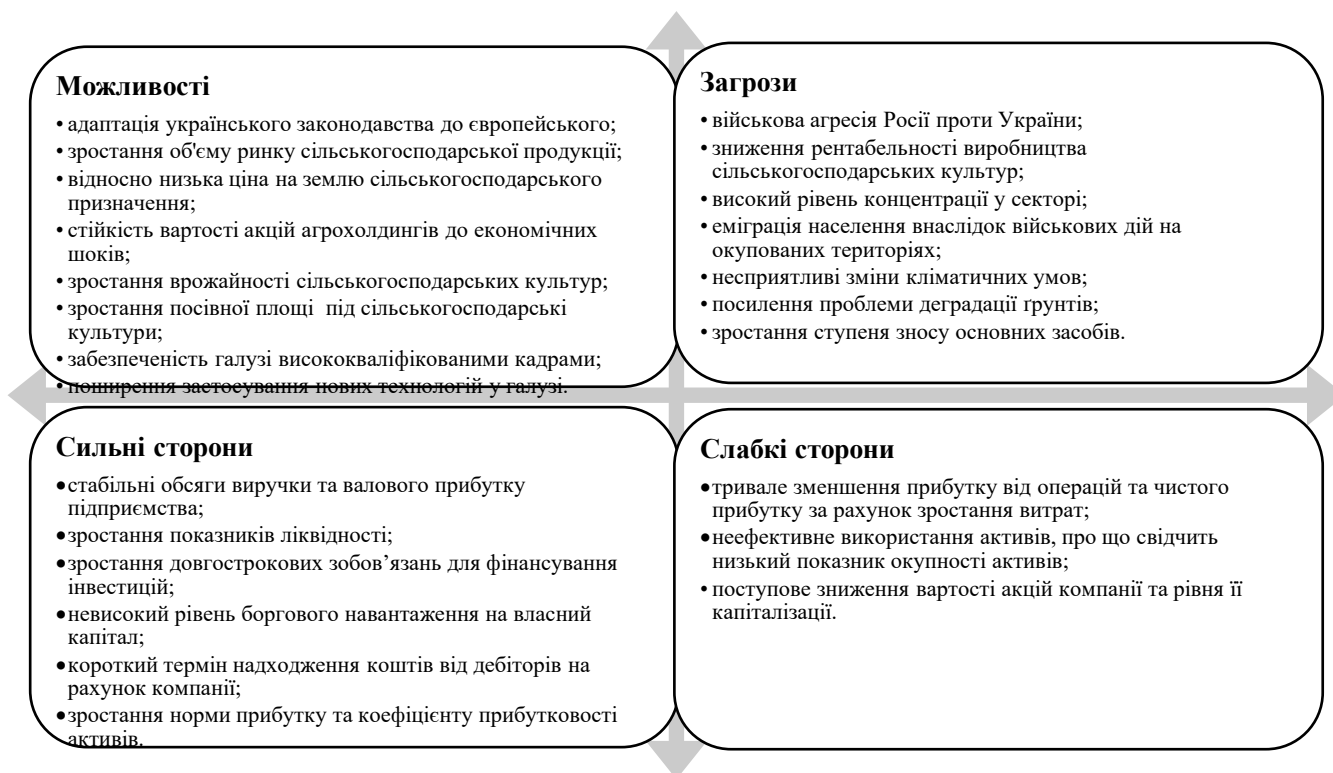 Можливості
• адаптація українського законодавства до європейського;
• зростання об'єму ринку сільськогосподарської продукції;
• відносно низька ціна на землю сільськогосподарського
призначення;
• стійкість вартості акцій агрохолдингів до економічних
шоків;
• зростання врожайності сільськогосподарських культур;
• зростання посівної площі під сільськогосподарські
культури;
• забезпеченість галузі висококваліфікованими кадрами;
• поширення застосування нових технологій у галузі.
Загрози
• військова агресія Росії проти України;
• зниження рентабельності виробництва
сільськогосподарських культур;
• високий рівень концентрації у секторі;
• еміграція населення внаслідок військових дій на
окупованих територіях;
• несприятливі зміни кліматичних умов;
• посилення проблеми деградації ґрунтів;
• зростання ступеня зносу основних засобів.
Сильні сторони
•стабільні обсяги виручки та валового прибутку
підприємства;
•зростання показників ліквідності;
•зростання довгострокових зобов’язань для фінансування
інвестицій;
•невисокий рівень боргового навантаження на власний
капітал;
•короткий термін надходження коштів від дебіторів на
рахунок компанії;
•зростання норми прибутку та коефіцієнту прибутковості
активів.
Слабкі сторони
•тривале зменшення прибутку від операцій та чистого
прибутку за рахунок зростання витрат;
•неефективне використання активів, про що свідчить
низький показник окупності активів;
• поступове зниження вартості акцій компанії та рівня її
капіталізації.